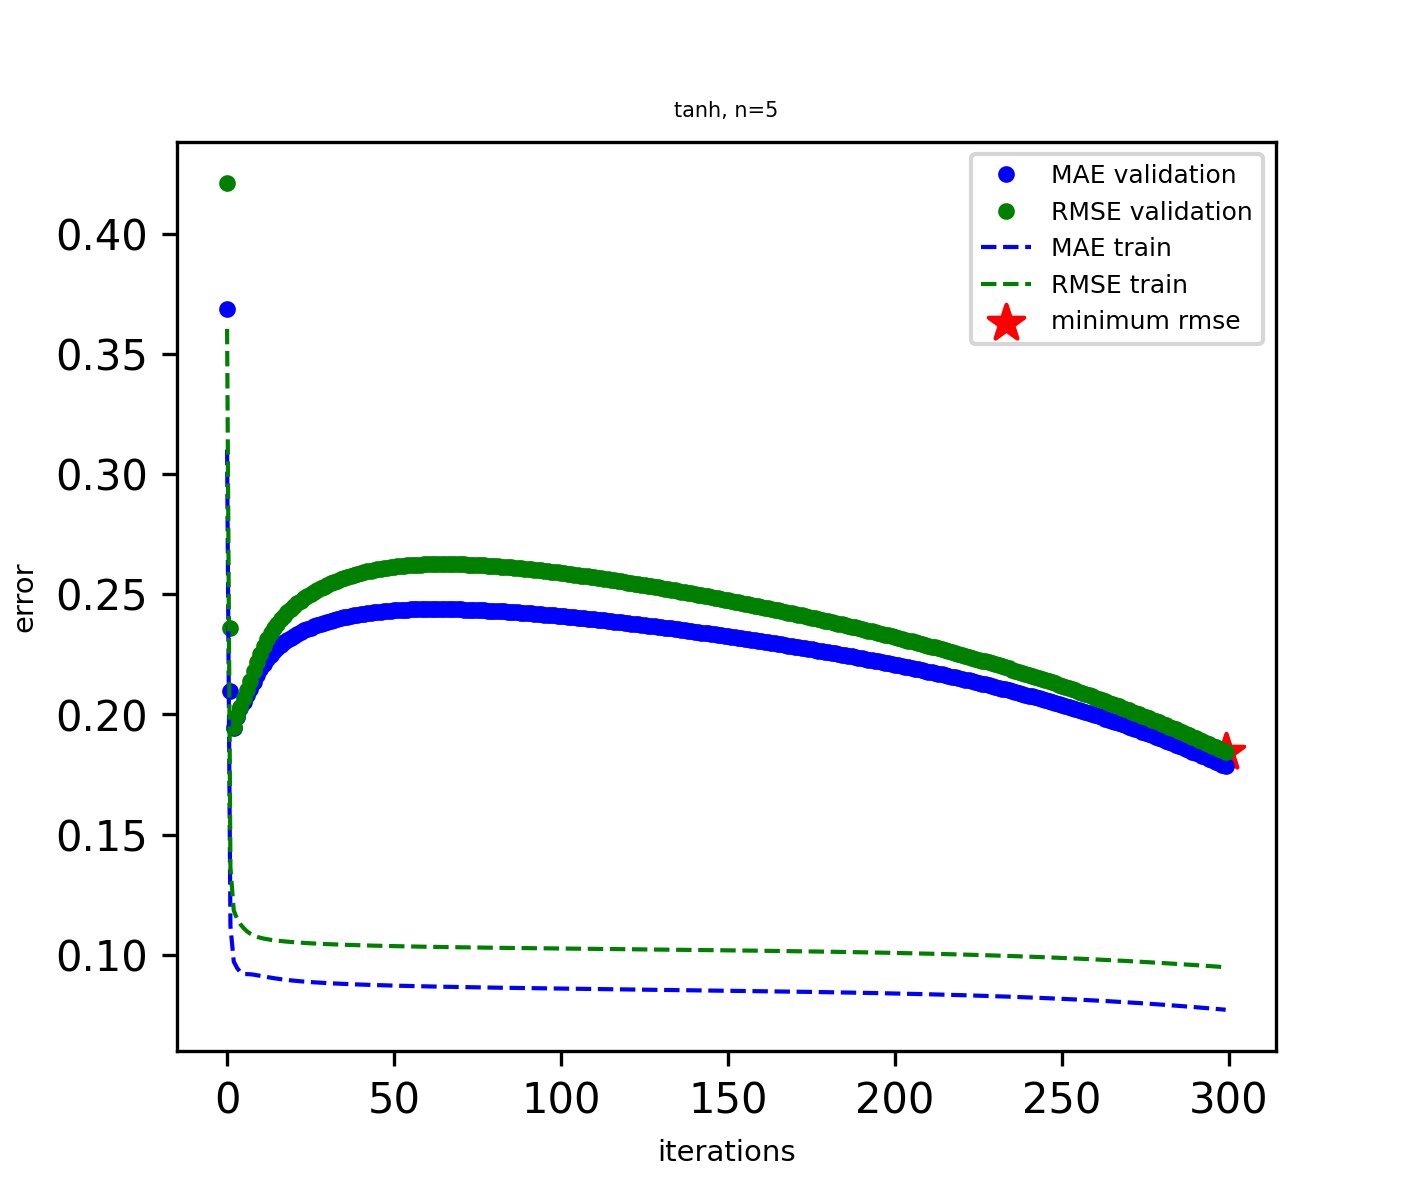 tanh, n=5
MAE validation
RMSE validation
MAE train
RMSE train
minimum rmse
0.40
0.35
0.30
0.25
0.20
0.15
0.10
error
0 50 100 150 200 250 300
iterations